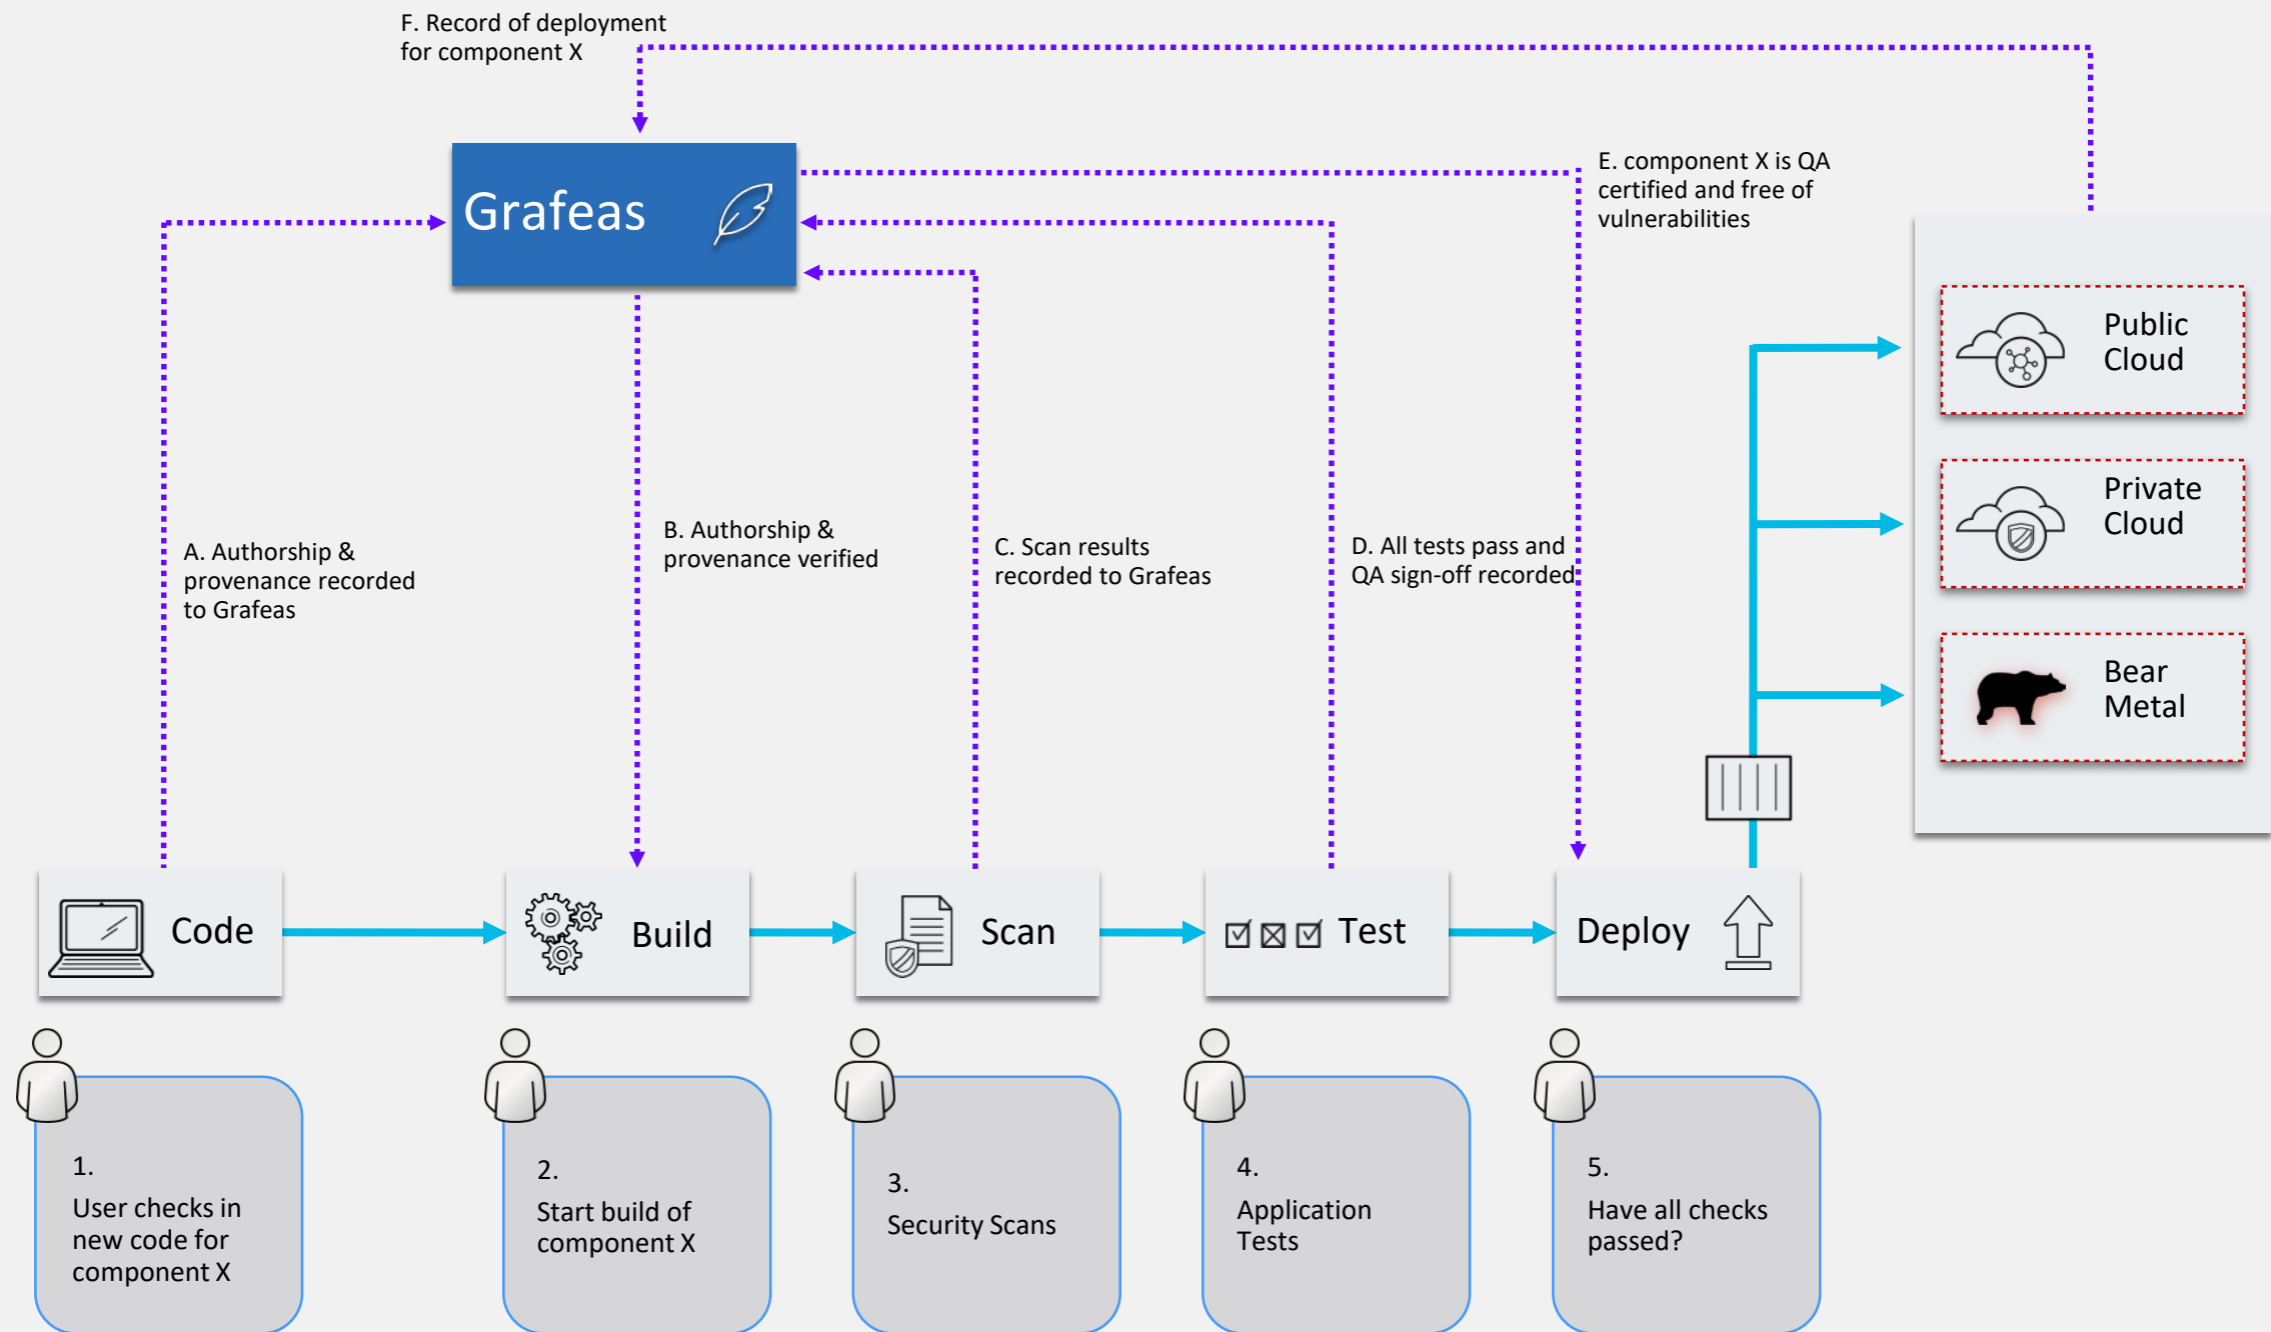 F. Record of deployment
for component X
Grafeas
E. component X is QA
certified and free of
vulnerabilities
A. Authorship &
provenance recorded
to Grafeas
B. Authorship &
provenance verified
C. Scan results
recorded to Grafeas
D. All tests pass and
QA sign-off recorded
Public
Cloud
Private
Cloud
Bear
Metal
Code
Build
Scan
Test
Deploy
1.
User checks in
new code for
component X
2.
Start build of
component X
3.
Security Scans
4.
Application
Tests
5.
Have all checks
passed?